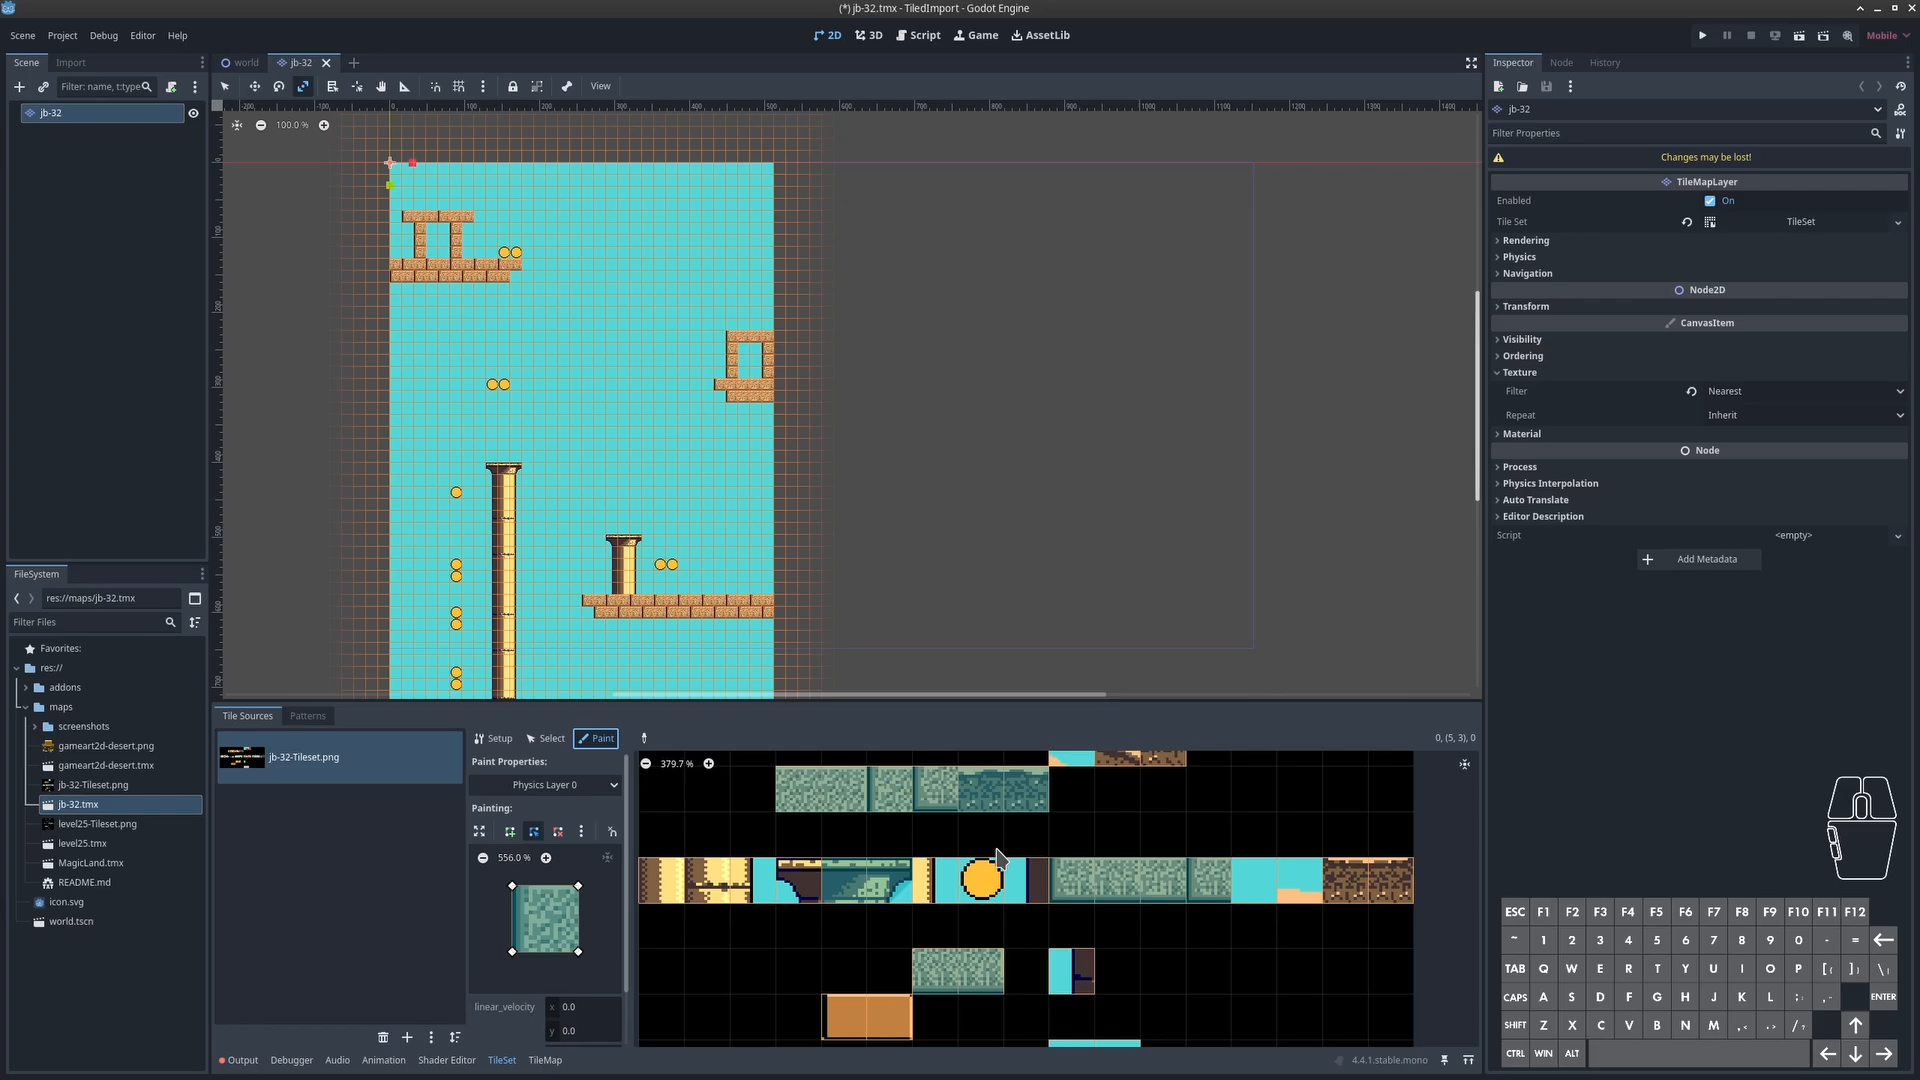 (*) jb-32.tmx - TiledImport - Godot Engine
Scene Project Debug Editor Help
2D 3D Script Game AssetLib
Mobile
Scene Import
world jb-32
Inspector Node History
Filter: name, t:type
View
jb-32
jb-32
100.0 %
Filter Properties
Changes may be lost!
TileMapLayer
Enabled On
Tile Set TileSet
Rendering
Physics
Navigation
Node2D
Transform
CanvasItem
Visibility
Ordering
Texture
Filter Nearest
Repeat Inherit
Material
Node
Process
Physics Interpolation
Auto Translate
Editor Description
Script <empty>
Add Metadata
FileSystem
res://maps/jb-32.tmx
Filter Files
Favorites:
res://
addons
maps
screenshots
gameart2d-desert.png
gameart2d-desert.tmx
jb-32-Tileset.png
jb-32.tmx
level25-Tileset.png
level25.tmx
MagicLand.tmx
README.md
icon.svg
world.tscn
Tile Sources Patterns
jb-32-Tileset.png
Setup Select Paint
0, (5, 3), 0
Paint Properties:
Physics Layer 0
Painting:
379.7 %
556.0 %
linear_velocity x 0.0
y 0.0
Output Debugger Audio Animation Shader Editor TileSet TileMap
4.4.1.stable.mono
ESC F1 F2 F3 F4 F5 F6 F7 F8 F9 F10 F11 F12
~ 1 2 3 4 5 6 7 8 9 0 - =
TAB Q W E R T Y U I O P [{ ]} \|
CAPS A S D F G H J K L ;: ,- ENTER
SHIFT Z X C V B N M ,< .> /?
CTRL WIN ALT